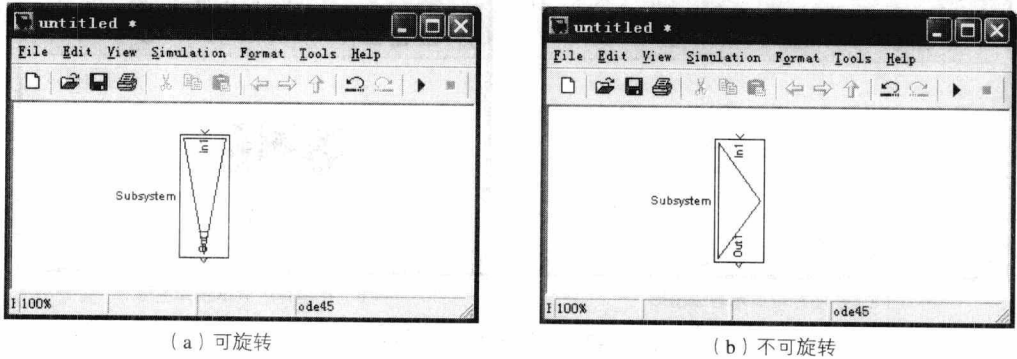 untitled *
File Edit View Simulation Format Tools Help
In1
Subsystem
Out1
100%
ode45
(a)可旋转
untitled *
File Edit View Simulation Format Tools Help
In1
Subsystem
Out1
100%
ode45
(b)不可旋转